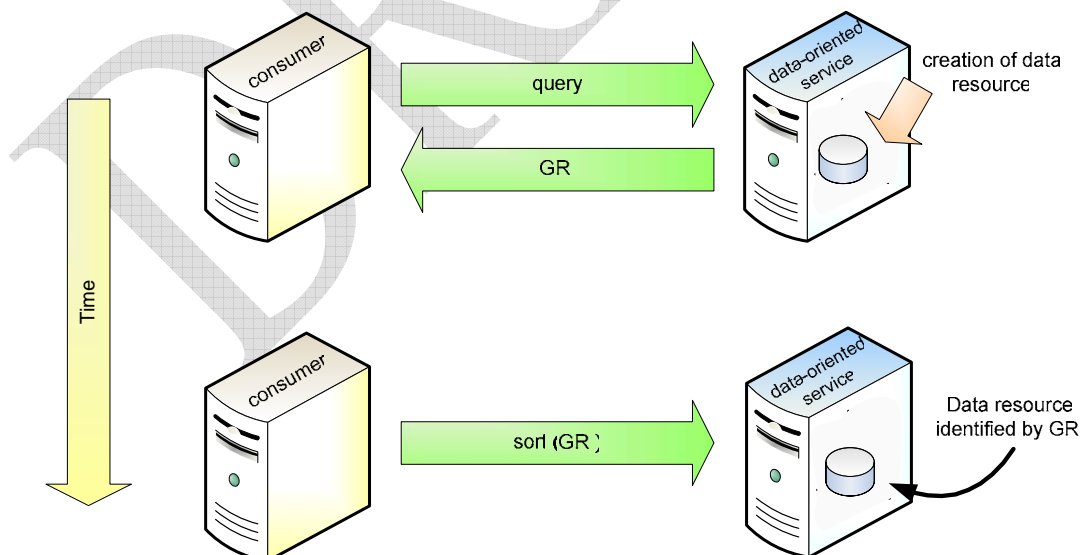 consumer
query
data-oriented
service
creation of data
resource
GR
Time
consumer
sort (GR)
data-oriented
service
Data resource
identified by GR